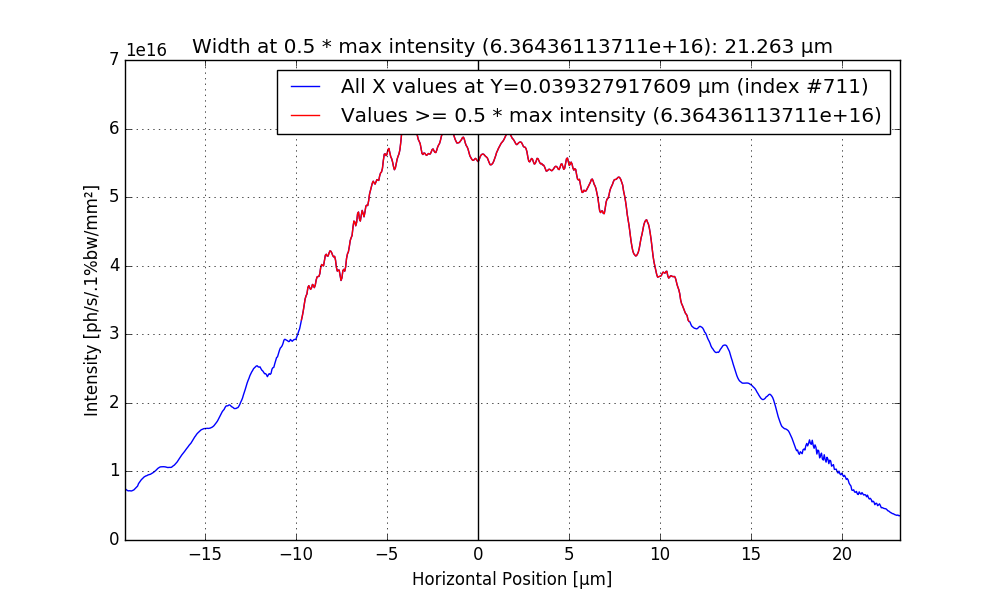 Width at 0.5 * max intensity (6.36436113711e+16): 21.263 µm
1e16
All X values at Y=0.039327917609 µm (index #711)
Values >= 0.5 * max intensity (6.36436113711e+16)
7
6
5
4
3
2
1
0
Intensity [ph/s/.1%bw/mm²]
−15 −10 −5 0 5 10 15 20
Horizontal Position [µm]